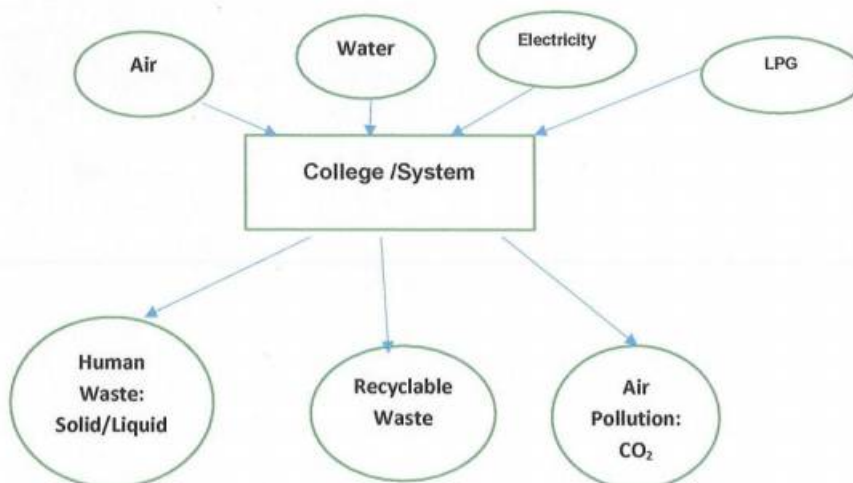 Air
Water
Electricity
LPG
College /System
Human
Waste:
Solid/Liquid
Recyclable
Waste
Air
Pollution:
CO₂